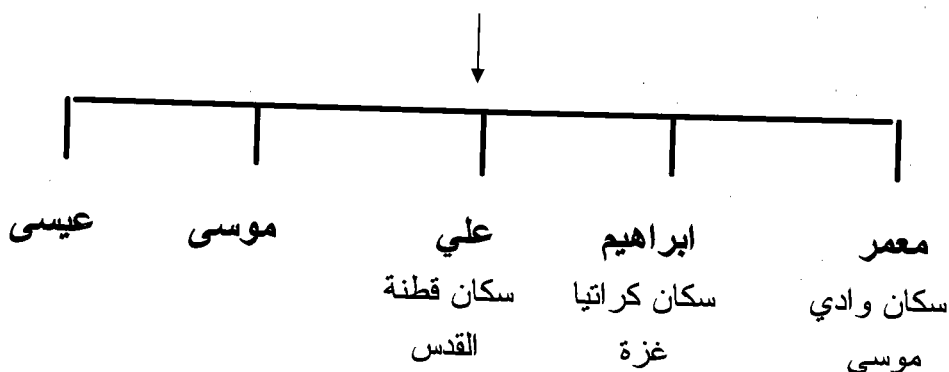 معمر ابراهيم علي موسى عيسى
سكان وادي سكان كراتيا سكان قطنة
موسى غزة القدس